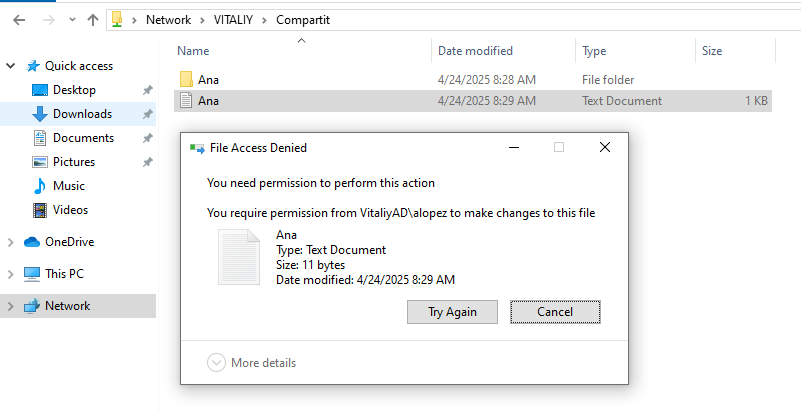 Network > VITALIY > Compartit
Name Date modified Type Size
Quick access
Desktop
Downloads
Documents
Pictures
Music
Videos
OneDrive
This PC
Network
Ana 4/24/2025 8:28 AM File folder
Ana 4/24/2025 8:29 AM Text Document 1 KB
File Access Denied
You need permission to perform this action
You require permission from VitaliyAD\alopez to make changes to this file
Ana
Type: Text Document
Size: 11 bytes
Date modified: 4/24/2025 8:29 AM
Try Again Cancel
More details